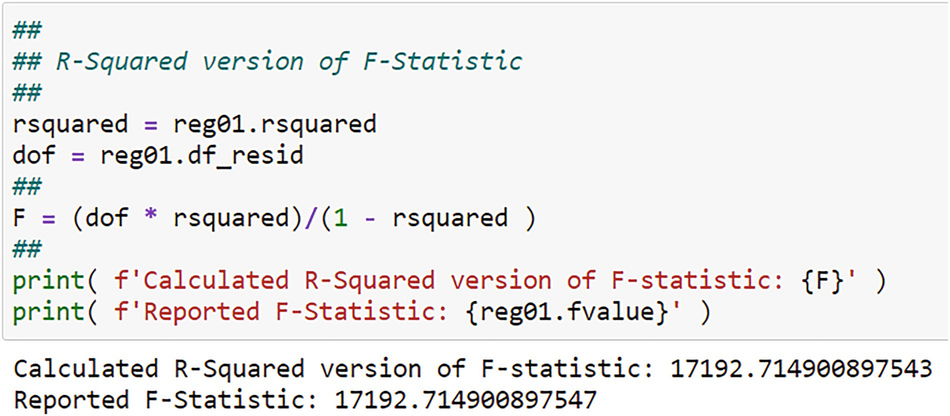 ##
## R-Squared version of F-Statistic
##
rsquared = reg01.rsquared
dof = reg01.df_resid
##
F = (dof * rsquared)/(1 - rsquared )
##
print( f'Calculated R-Squared version of F-statistic: {F}' )
print( f'Reported F-Statistic: {reg01.fvalue}' )
Calculated R-Squared version of F-statistic: 17192.714900897543
Reported F-Statistic: 17192.714900897547